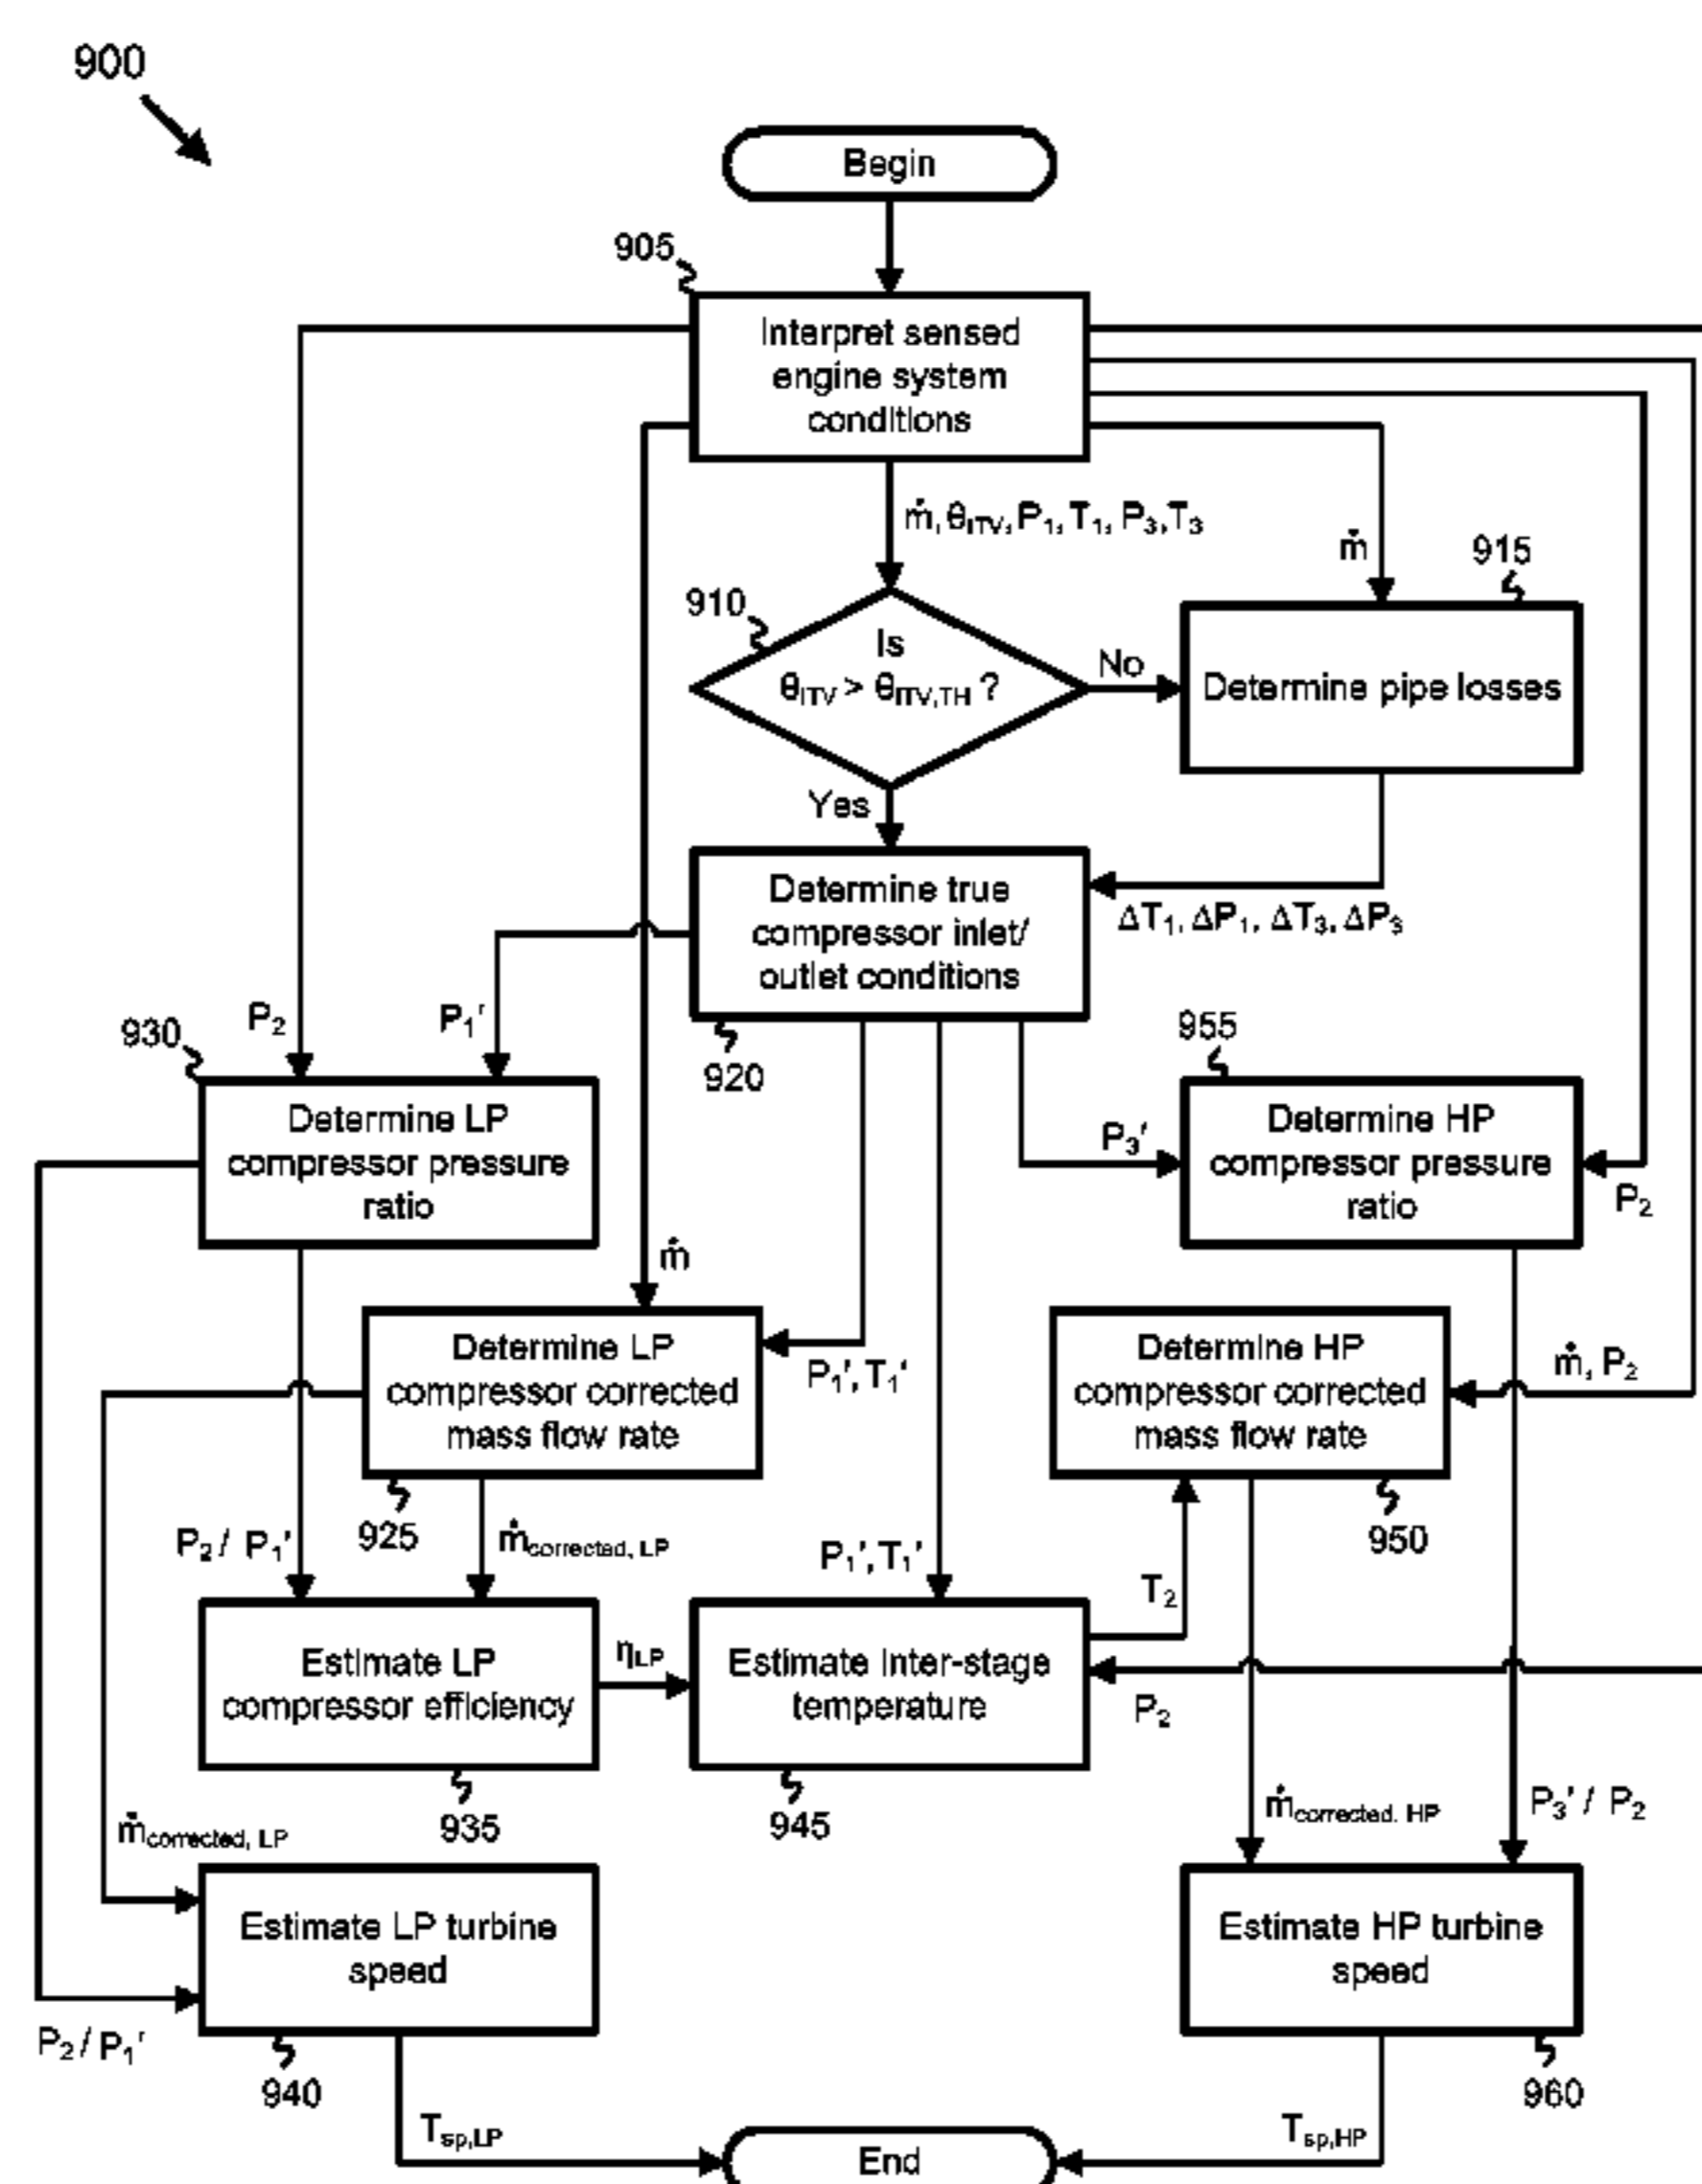 900
Begin
905
Interpret sensed
engine system
conditions
ṁ, θITV, P1, T1, P3, T3
ṁ
915
910
Is
θITV > θITV,TH ?
No
Determine pipe losses
Yes
Determine true
compressor inlet/
outlet conditions
ΔT1, ΔP1, ΔT3, ΔP3
930
P2
P1'
920
955
Determine LP
compressor pressure
ratio
P3'
Determine HP
compressor pressure
ratio
P2
ṁ
Determine LP
compressor corrected
mass flow rate
P1', T1'
Determine HP
compressor corrected
mass flow rate
ṁ, P2
P2 / P1'
925
ṁcorrected, LP
P1', T1'
T2
950
Estimate LP
compressor efficiency
ηLP
Estimate Inter-stage
temperature
P2
ṁcorrected, LP
935
945
ṁcorrected, HP
P3' / P2
Estimate LP turbine
speed
Estimate HP turbine
speed
P2 / P1'
940
960
Tsp,LP
End
Tsp,HP